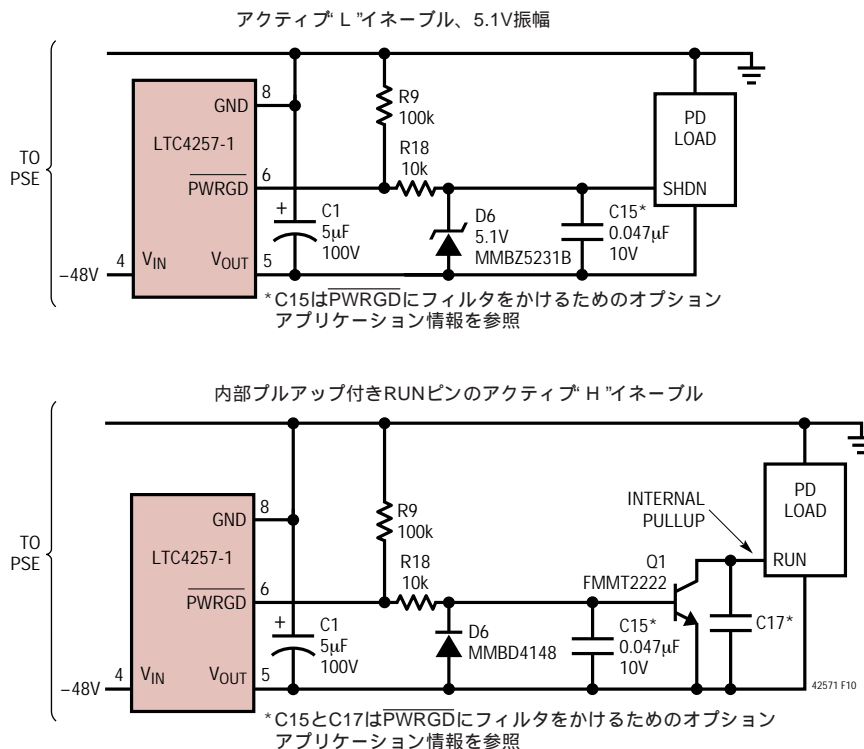 アクティブ“L”イネーブル、5.1V振幅
TO
PSE
GND
8
LTC4257-1
PWRGD
6
–48V
4
VIN
VOUT
5
+
C1
5μF
100V
R9
100k
R18
10k
D6
5.1V
MMBZ5231B
C15*
0.047μF
10V
PD
LOAD
SHDN
*C15はPWRGDにフィルタをかけるためのオプション
アプリケーション情報を参照
内部プルアップ付きRUNピンのアクティブ“H”イネーブル
TO
PSE
GND
8
LTC4257-1
PWRGD
6
–48V
4
VIN
VOUT
5
+
C1
5μF
100V
R9
100k
R18
10k
D6
MMBD4148
C15*
0.047μF
10V
Q1
FMMT2222
INTERNAL
PULLUP
C17*
PD
LOAD
RUN
42571 F10
*C15とC17はPWRGDにフィルタをかけるためのオプション
アプリケーション情報を参照